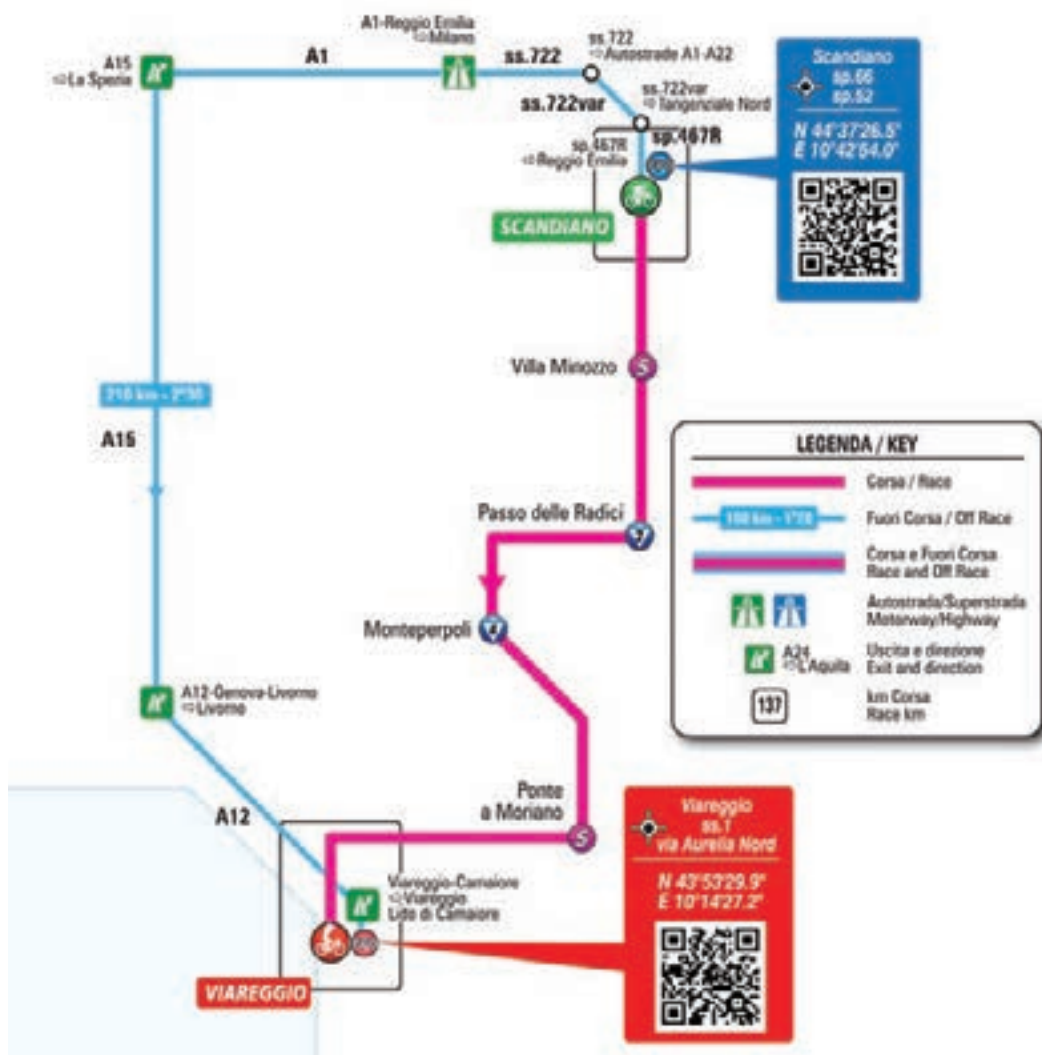 A1-Reggio Emilia
⇨Milano
ss.722
⇨Autostrade A1-A22
A15
⇨La Spezia
A1
ss.722
ss.722var
⇨Tangenziale Nord
ss.722var
sp.467R
⇨Reggio Emilia
sp.467R
SCANDIANO
Scandiano
sp.66
sp.52
N 44°37'26.5"
E 10°42'54.0"
Villa Minozzo
S
210 km - 2h30
A15
Passo delle Radici
Monteperpoli
4
LEGENDA / KEY
Corsa / Race
Fuori Corsa / Off Race
Corsa e Fuori Corsa
Race and Off Race
Autostrada/Superstrada
Motorway/Highway
A24
⇨L'Aquila
Uscita e direzione
Exit and direction
137
km Corsa
Race km
A12-Genova-Livorno
⇨Livorno
A12
Ponte
a Moriano
S
Viareggio-Camaiore
⇨Viareggio
Lido di Camaiore
VIAREGGIO
Viareggio
ss.1
via Aurelia Nord
N 43°53'29.9"
E 10°14'27.2"